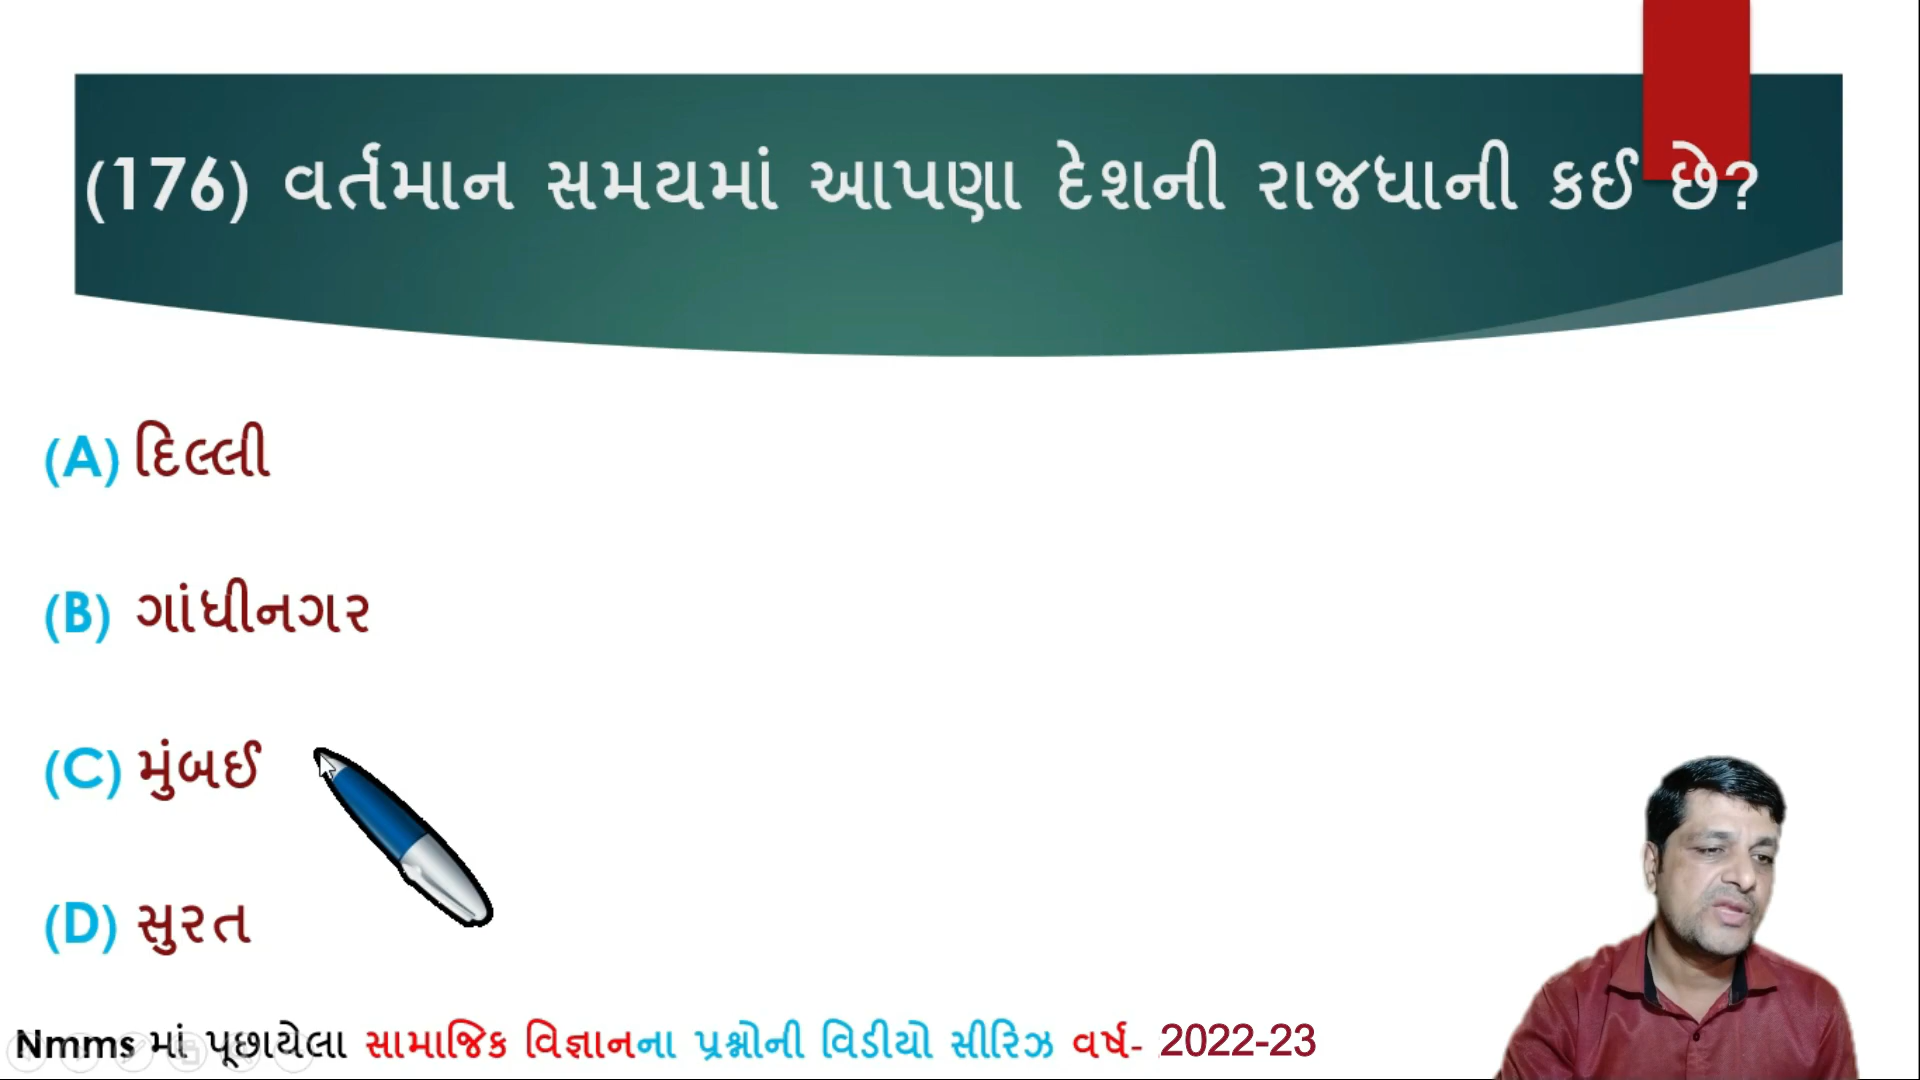 (176) વર્તમાન સમયમાં આપણા દેશની રાજધાની કઈ છે?
(A) દિલ્લી
(B) ગાંધીનગર
(C) મુંબઈ
(D) સુરત
Nmms માં પૂછાયેલા સામાજિક વિજ્ઞાનના પ્રશ્નોની વિડીયો સીરિઝ વર્ષ- 2022-23